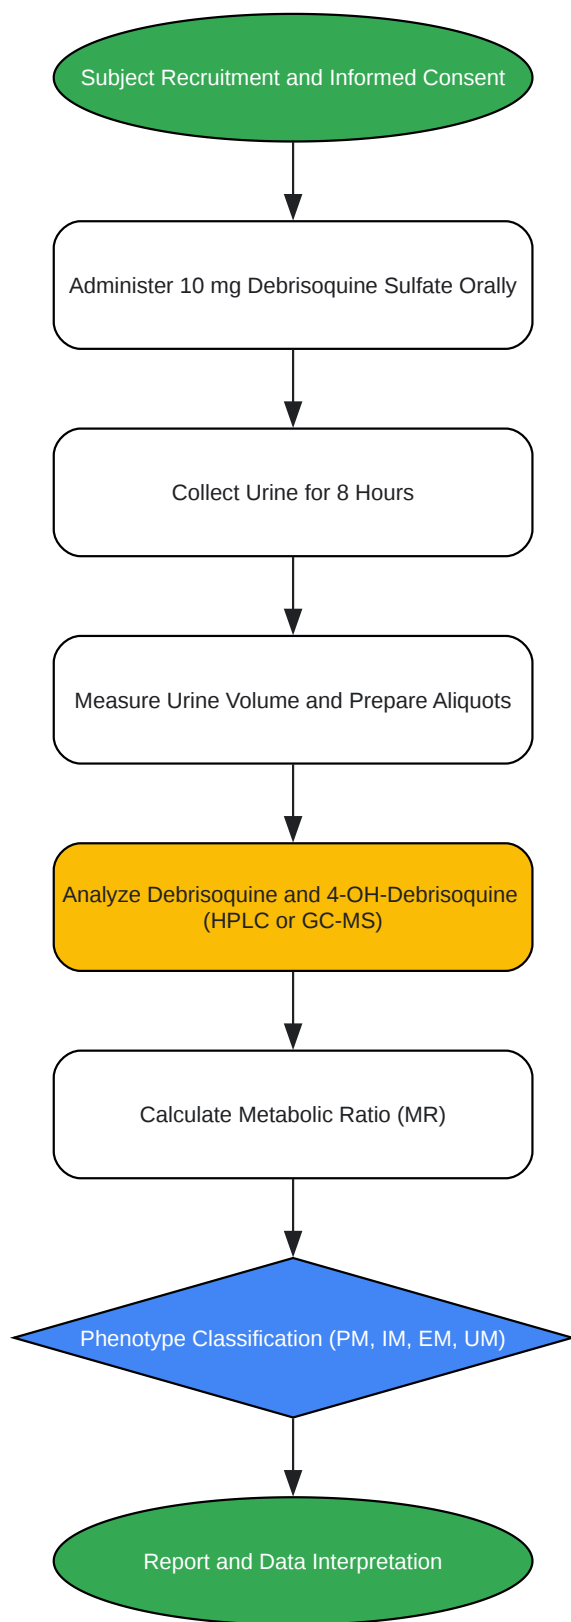 Subject Recruitment and Informed Consent
Administer 10 mg Debrisoquine Sulfate Orally
Collect Urine for 8 Hours
Measure Urine Volume and Prepare Aliquots
Analyze Debrisoquine and 4-OH-Debrisoquine
(HPLC or GC-MS)
Calculate Metabolic Ratio (MR)
Phenotype Classification (PM, IM, EM, UM)
Report and Data Interpretation